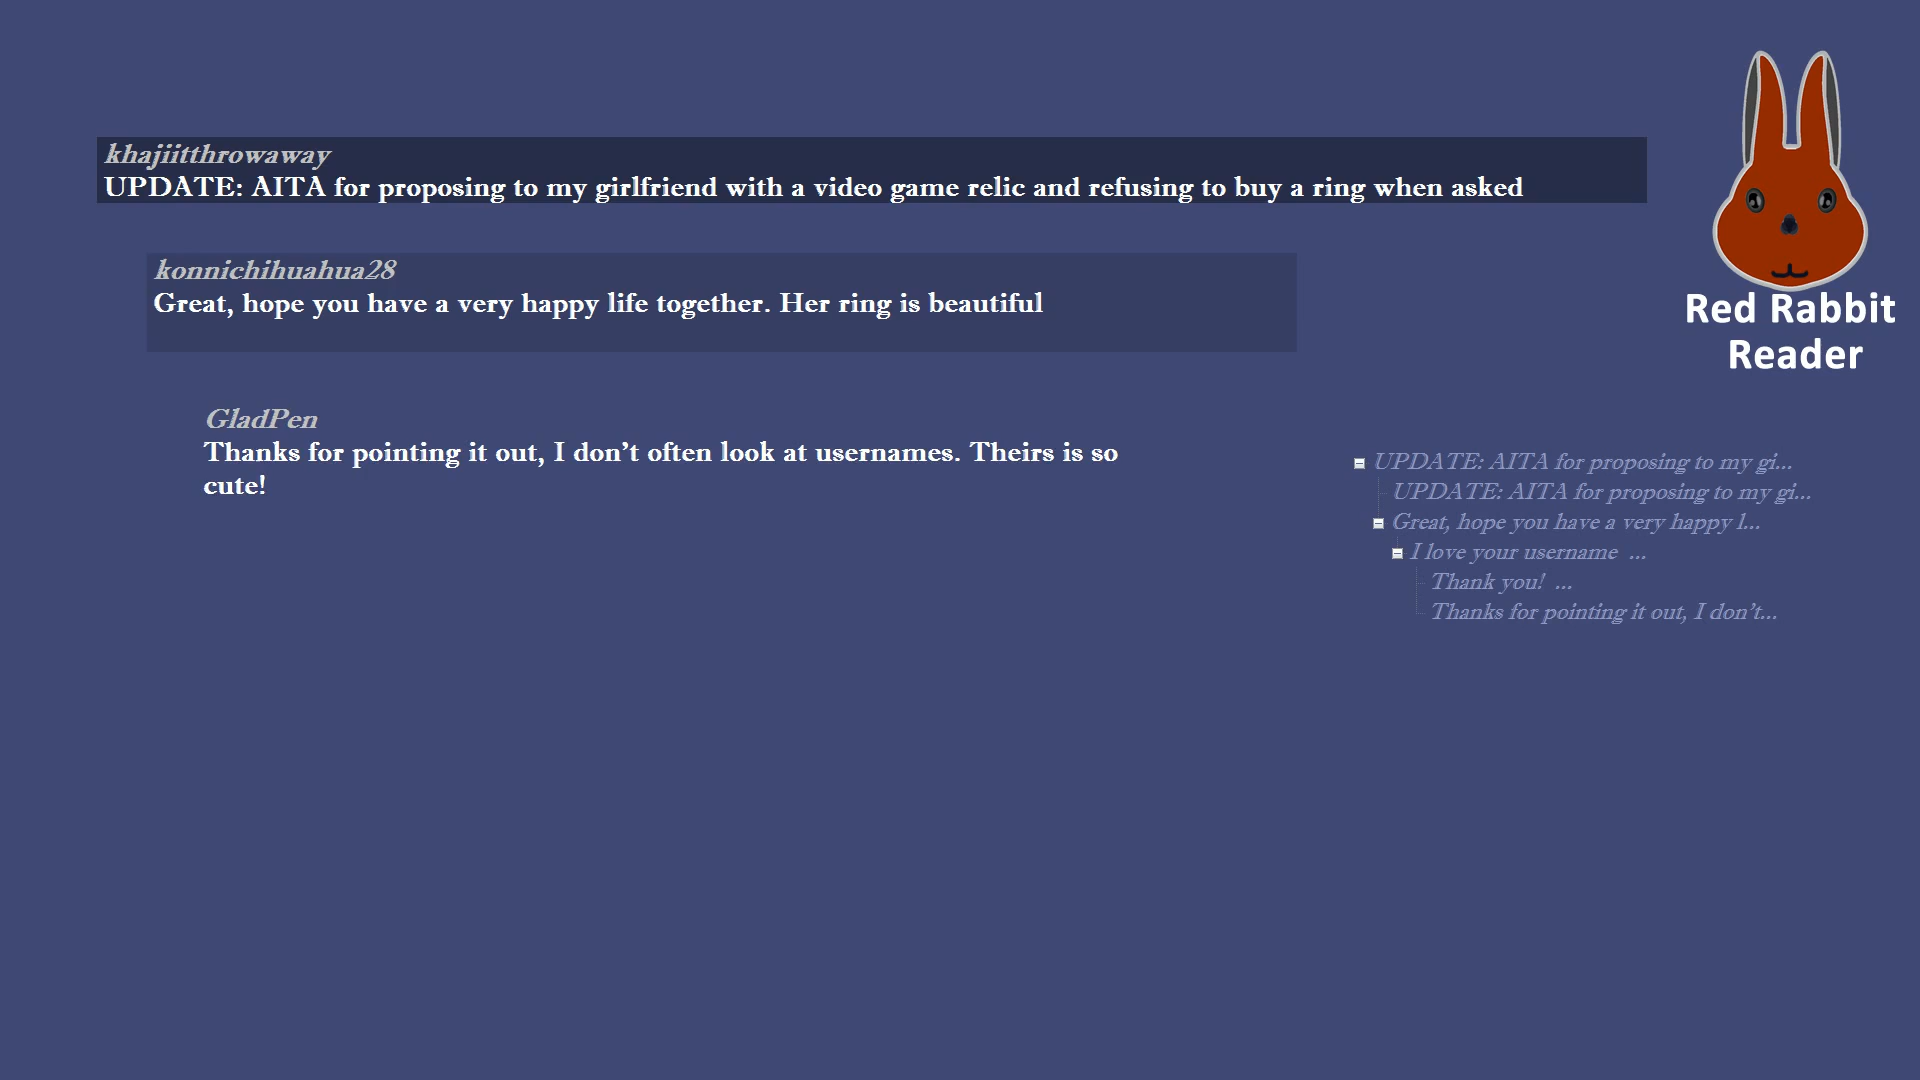 khajiitthrowaway
UPDATE: AITA for proposing to my girlfriend with a video game relic and refusing to buy a ring when asked
konnichihuahua28
Great, hope you have a very happy life together. Her ring is beautiful
GladPen
Thanks for pointing it out, I don’t often look at usernames. Theirs is so
cute!
Red Rabbit
Reader
UPDATE: AITA for proposing to my gi...
UPDATE: AITA for proposing to my gi...
Great, hope you have a very happy l...
I love your username ...
Thank you! ...
Thanks for pointing it out, I don’t...